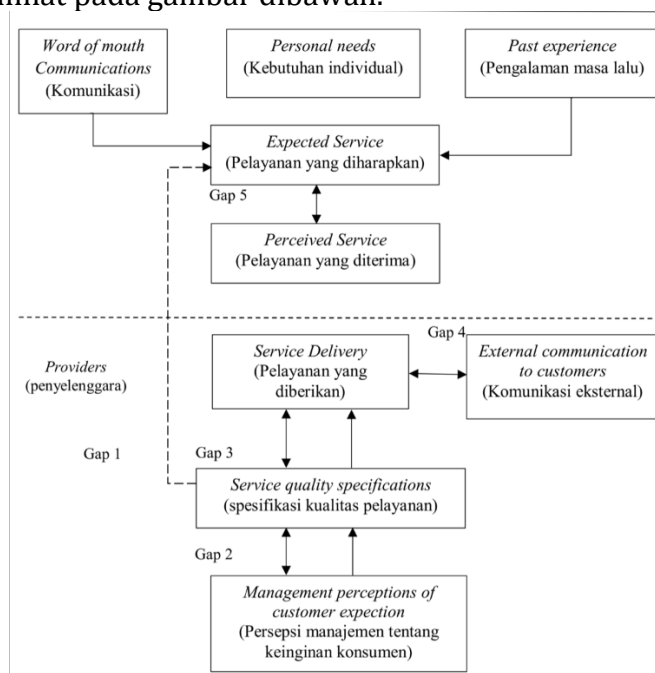 pada gambar dibawah.
Word of mouth
Communications
(Komunikasi)
Personal needs
(Kebutuhan individual)
Past experience
(Pengalaman masa lalu)
Expected Service
(Pelayanan yang diharapkan)
Gap 5
Perceived Service
(Pelayanan yang diterima)
Gap 4
Providers
(penyelenggara)
Service Delivery
(Pelayanan yang
diberikan)
External communication
to customers
(Komunikasi eksternal)
Gap 1
Gap 3
Service quality specifications
(spesifikasi kualitas pelayanan)
Gap 2
Management perceptions of
customer expection
(Persepsi manajemen tentang
keinginan konsumen)